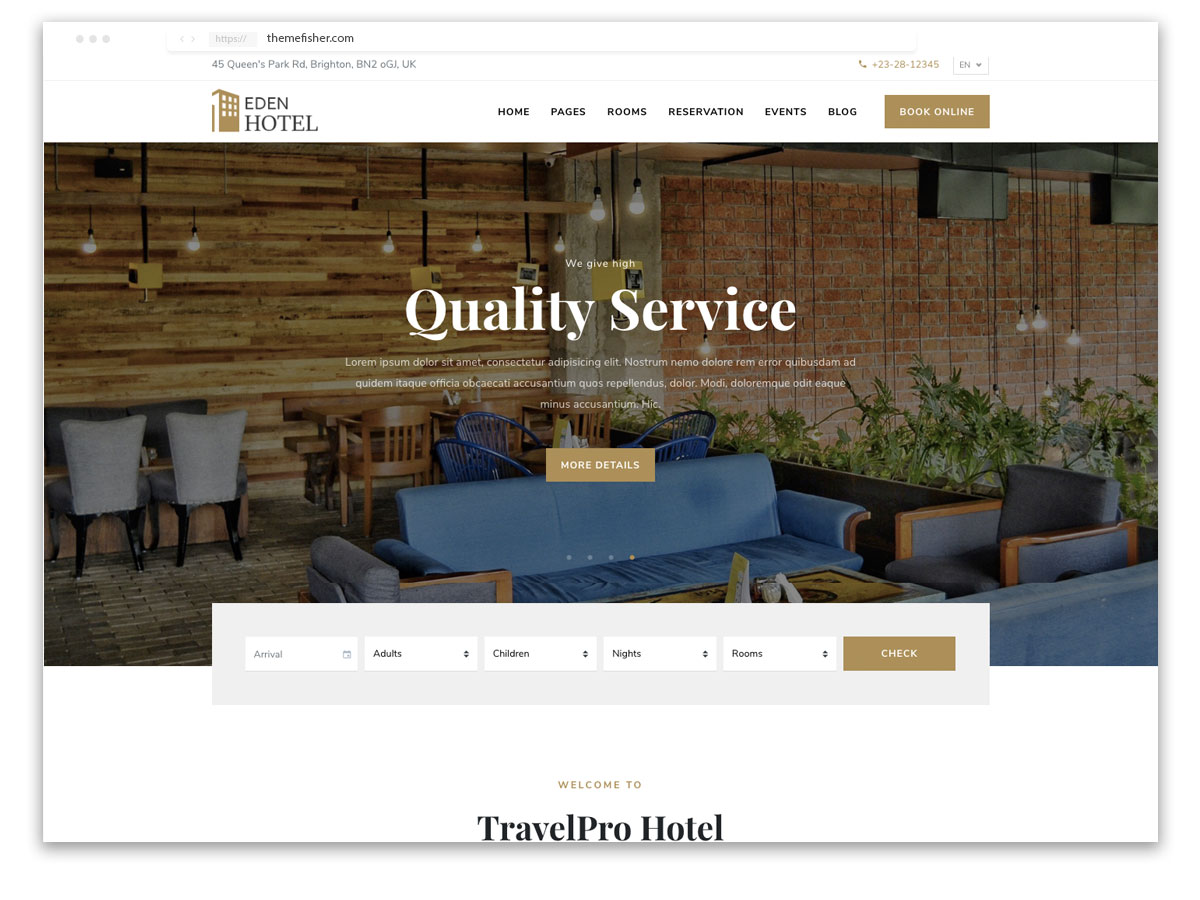 https://
themefisher.com
45 Queen's Park Rd, Brighton, BN2 oGJ, UK
+23-28-12345
EN
EDEN
HOTEL
HOME PAGES ROOMS RESERVATION EVENTS BLOG
BOOK ONLINE
We give high
Quality Service
Lorem ipsum dolor sit amet, consectetur adipisicing elit. Nostrum nemo dolore rem error quibusdam ad
quidem itaque officia obcaecati accusantium quos repellendus, dolor. Modi, doloremque odit eaque
minus accusantium. Hic.
MORE DETAILS
Arrival Adults Children Nights Rooms CHECK
WELCOME TO
TravelPro Hotel